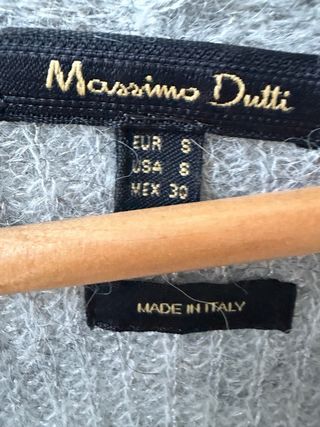 Massimo Dutti
EUR S
USA S
MEX 30
MADE IN ITALY